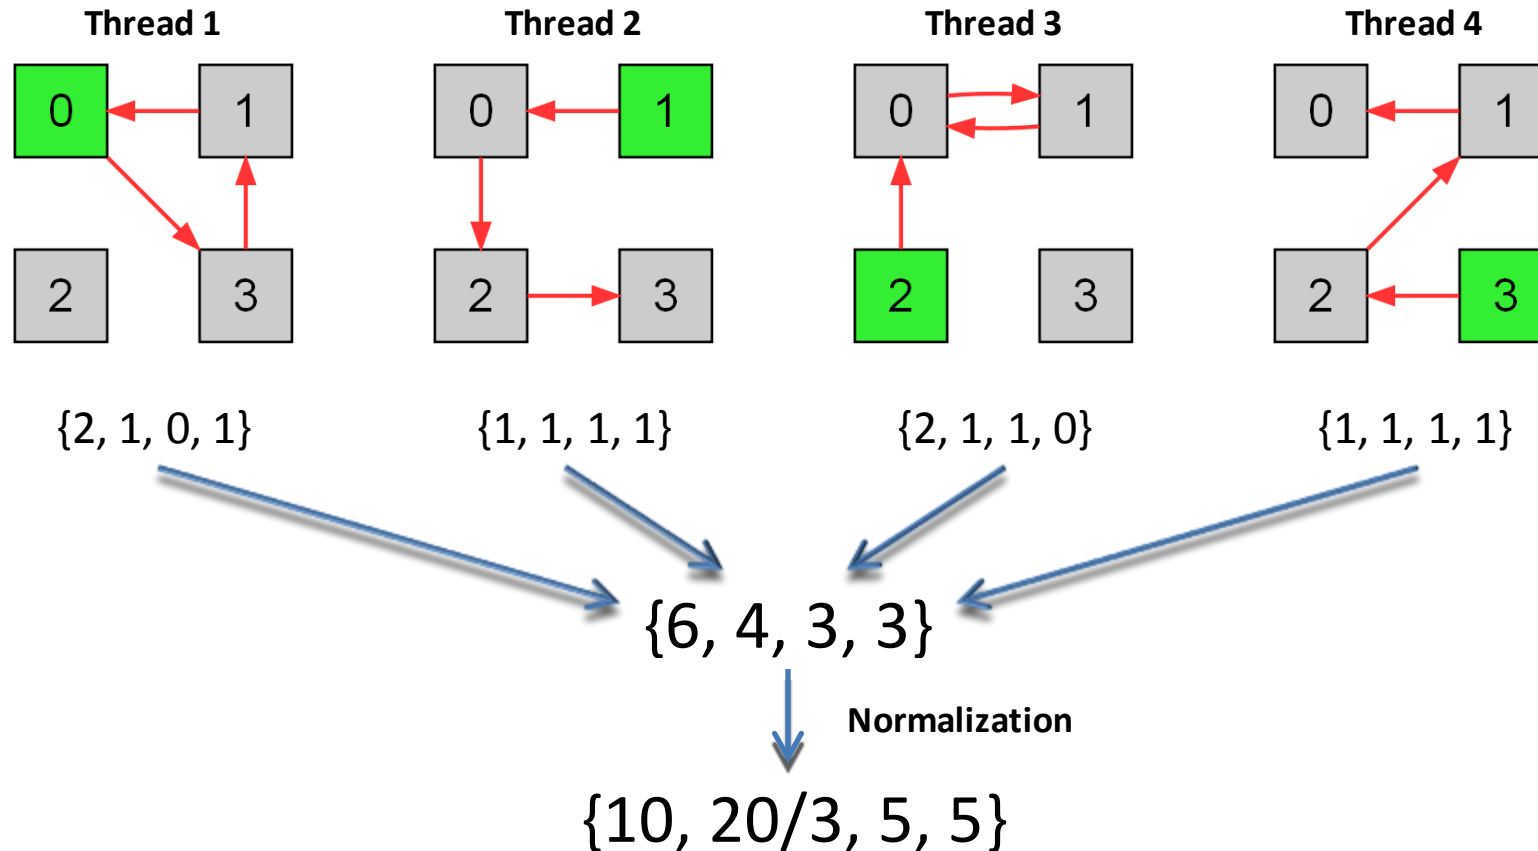 Thread 1 Thread 2 Thread 3 Thread 4
0 1 0 1 0 1 0 1
2 3 2 3 2 3 2 3
{2, 1, 0, 1} {1, 1, 1, 1} {2, 1, 1, 0} {1, 1, 1, 1}
{6, 4, 3, 3}
Normalization
{10, 20/3, 5, 5}